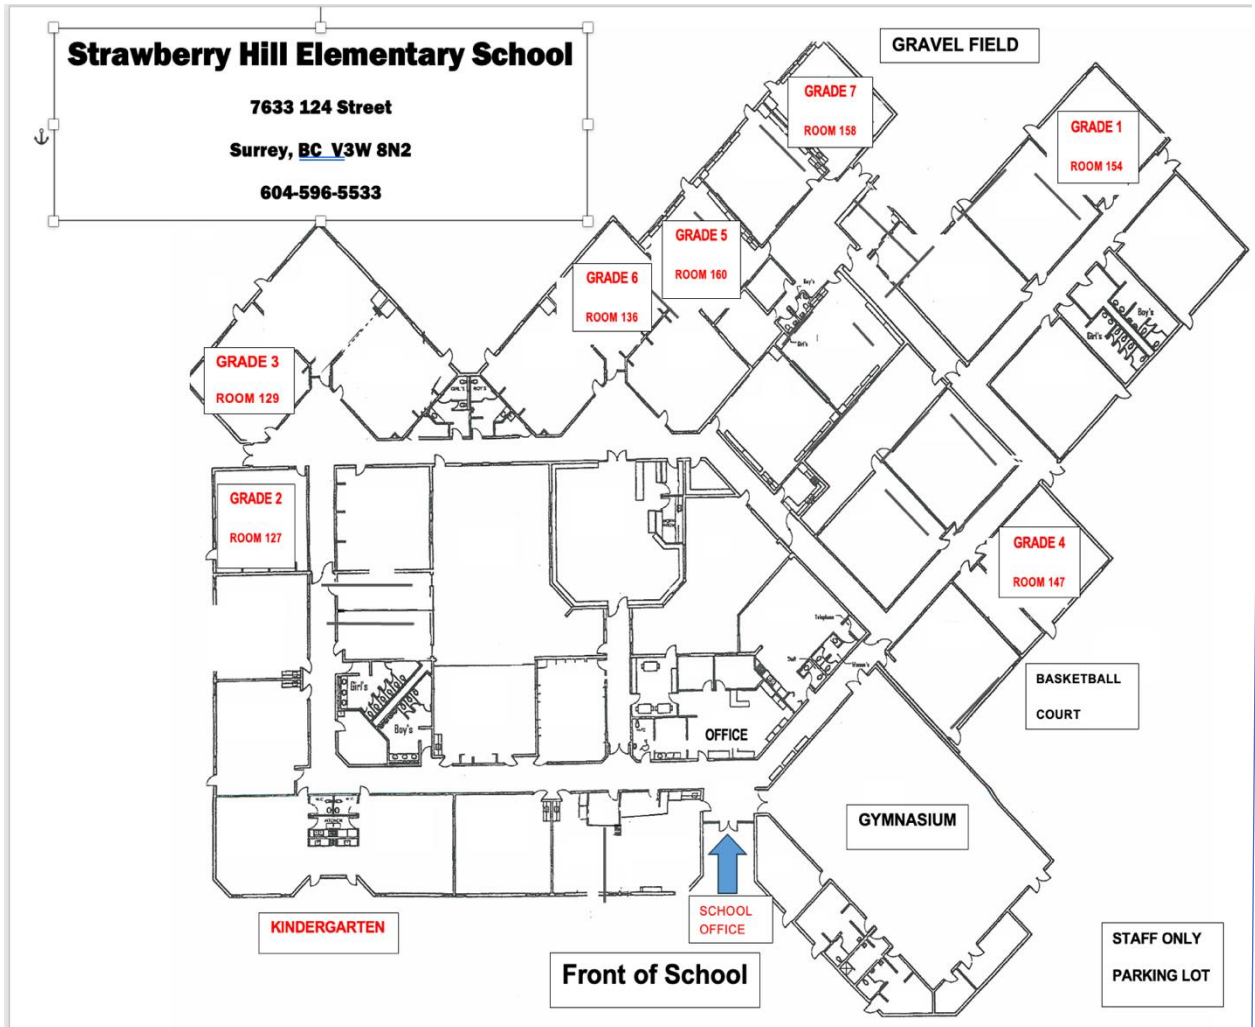 Strawberry Hill Elementary School
7633 124 Street
Surrey, BC V3W 8N2
604-596-5533
GRAVEL FIELD
GRADE 7
ROOM 158
GRADE 1
ROOM 154
GRADE 5
ROOM 160
GRADE 6
ROOM 136
Boy's
Girl's
Boy's
Girl's
GRADE 3
ROOM 129
GIRL'S
BOY'S
GRADE 2
ROOM 127
GRADE 4
ROOM 147
Telephone
Staff
Women's
Girl's
Boy's
BASKETBALL
COURT
OFFICE
GYMNASIUM
KITCHEN
SCHOOL
OFFICE
KINDERGARTEN
Front of School
STAFF ONLY
PARKING LOT